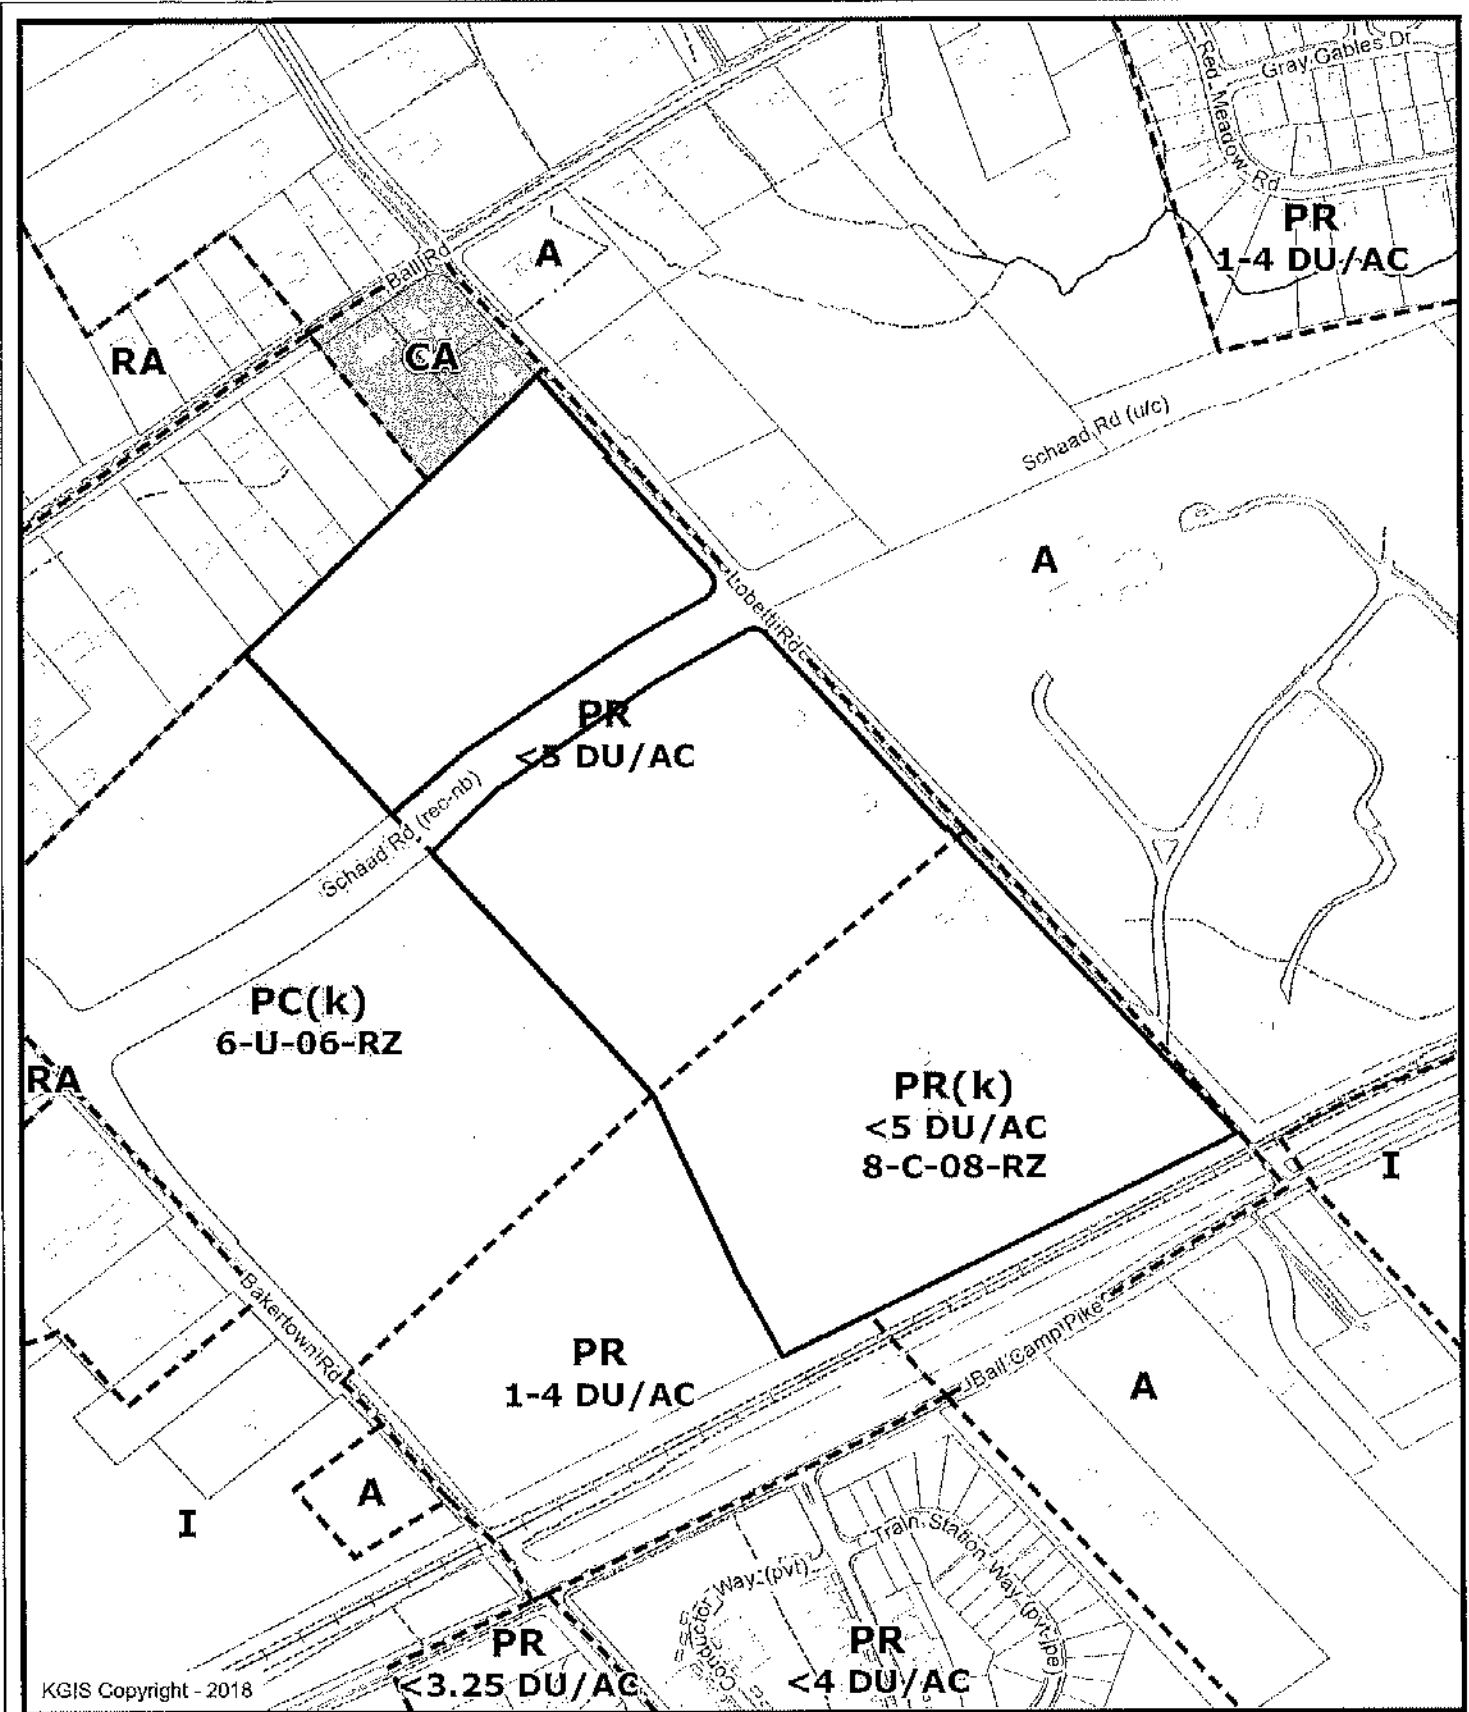 Gray Gables Dr
Red Meadow Rd
PR
1-4 DU/AC
A
Ball Rd
RA
CA
Schaad Rd (u/c)
A
Lobetti Rd
PR
<5 DU/AC
Schaad Rd (rec-nb)
PC(k)
6-U-06-RZ
RA
PR(k)
<5 DU/AC
8-C-08-RZ
I
Bakertown Rd
PR
1-4 DU/AC
Ball Camp Pike
A
A
I
Train Station Way (pvt-jpe)
Conductor Way (pvt)
PR
<3.25 DU/AC
PR
<4 DU/AC
KGIS Copyright - 2018